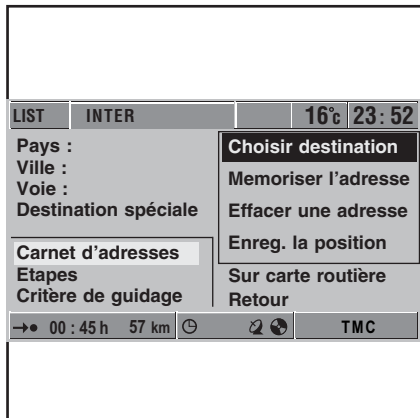 LIST INTER 16°c 23:52
Pays :
Ville :
Voie :
Destination spéciale
Carnet d'adresses
Etapes
Critère de guidage
Choisir destination
Memoriser l'adresse
Effacer une adresse
Enreg. la position
Sur carte routière
Retour
00 : 45 h 57 km TMC